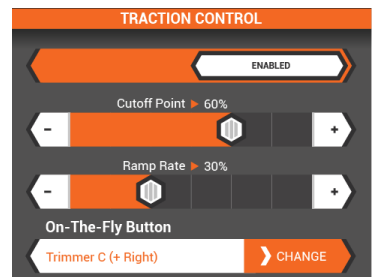 TRACTION CONTROL
ENABLED
Cutoff Point ▶ 60%
- +
Ramp Rate ▶ 30%
- +
On-The-Fly Button
Trimmer C (+ Right) CHANGE